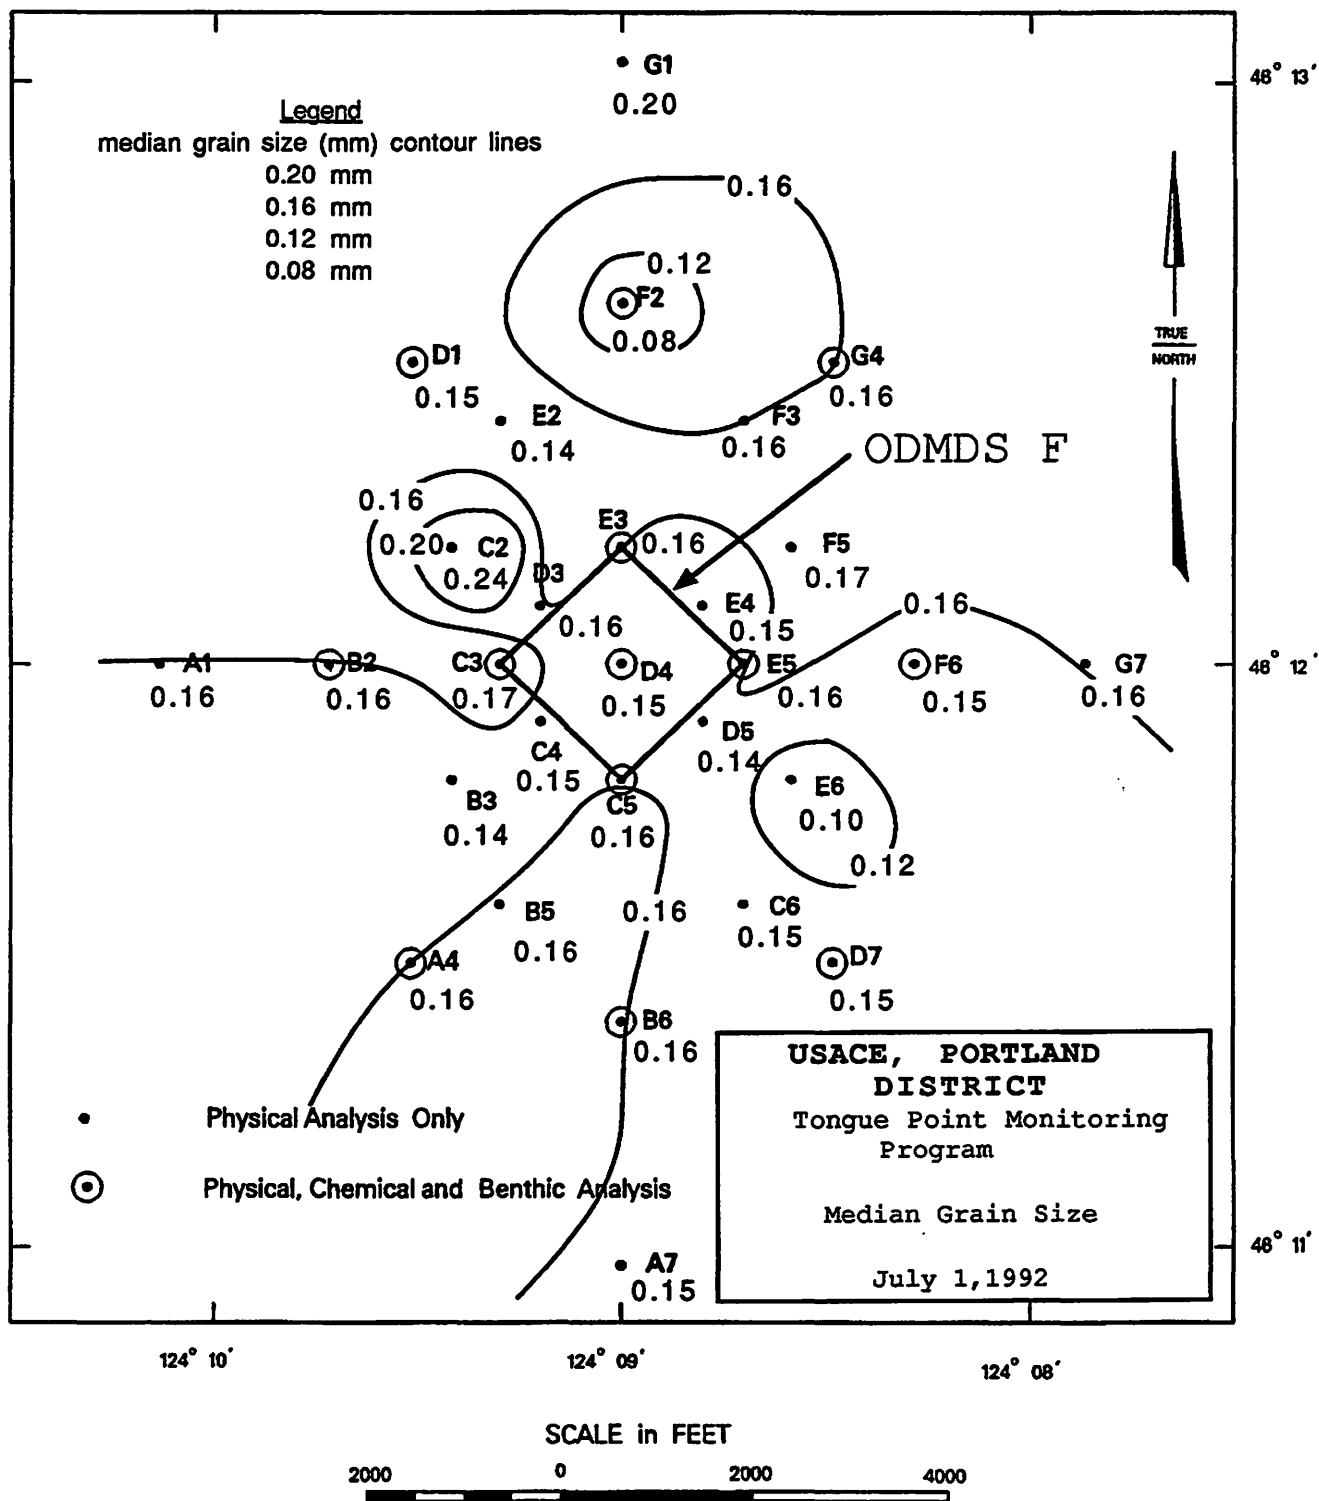 G1
0.20
46° 13'
Legend
median grain size (mm) contour lines
0.20 mm
0.16 mm
0.12 mm
0.08 mm
0.16
0.12
F2
0.08
TRUE
NORTH
D1
0.15
G4
0.16
E2
0.14
F3
0.16
ODMDS F
0.16
0.20
C2
0.24
E3
0.16
F5
0.17
D3
0.16
E4
0.15
0.16
A1
0.16
B2
0.16
C3
0.17
D4
0.15
E5
0.16
F6
0.15
G7
0.16
46° 12'
C4
0.15
D5
0.14
B3
0.14
C5
0.16
E6
0.10
0.12
B5
0.16
0.16
C6
0.15
A4
0.16
D7
0.15
B6
0.16
USACE, PORTLAND
DISTRICT
Tongue Point Monitoring
Program
Median Grain Size
July 1,1992
Physical Analysis Only
Physical, Chemical and Benthic Analysis
A7
0.15
46° 11'
124° 10'
124° 09'
124° 08'
SCALE in FEET
2000 0 2000 4000